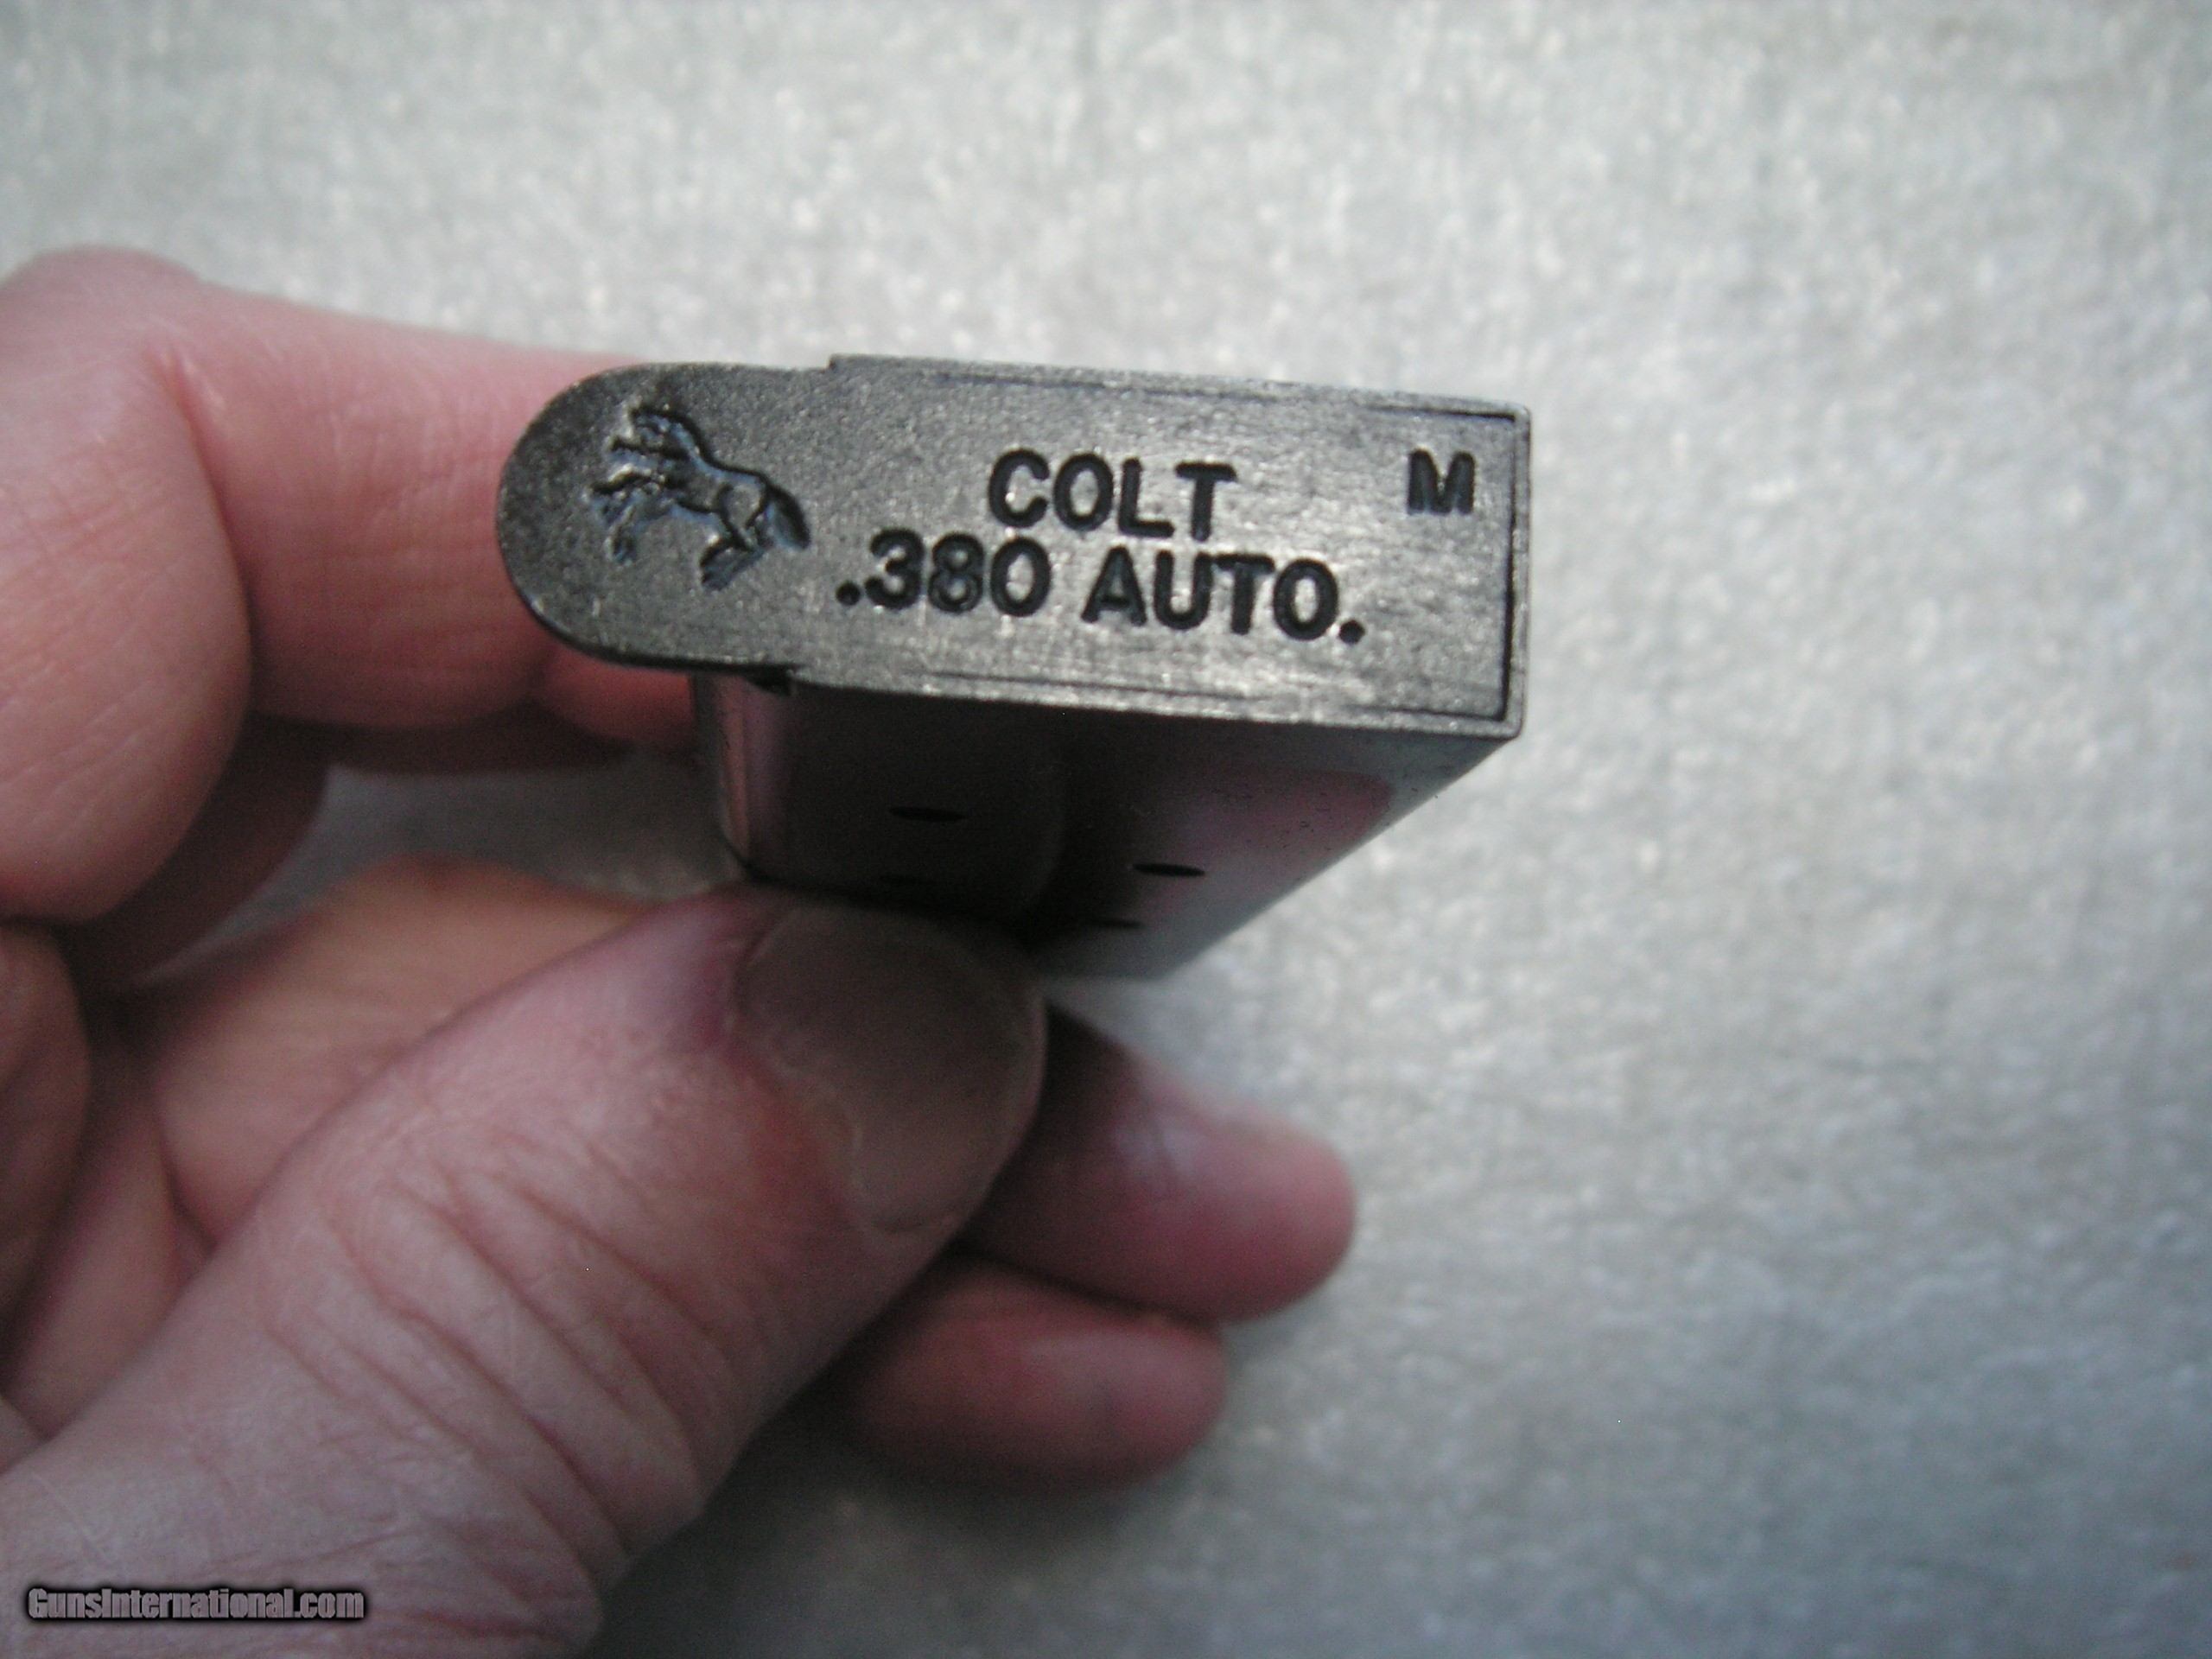 COLT M
.380 AUTO.
GunsInternational.com